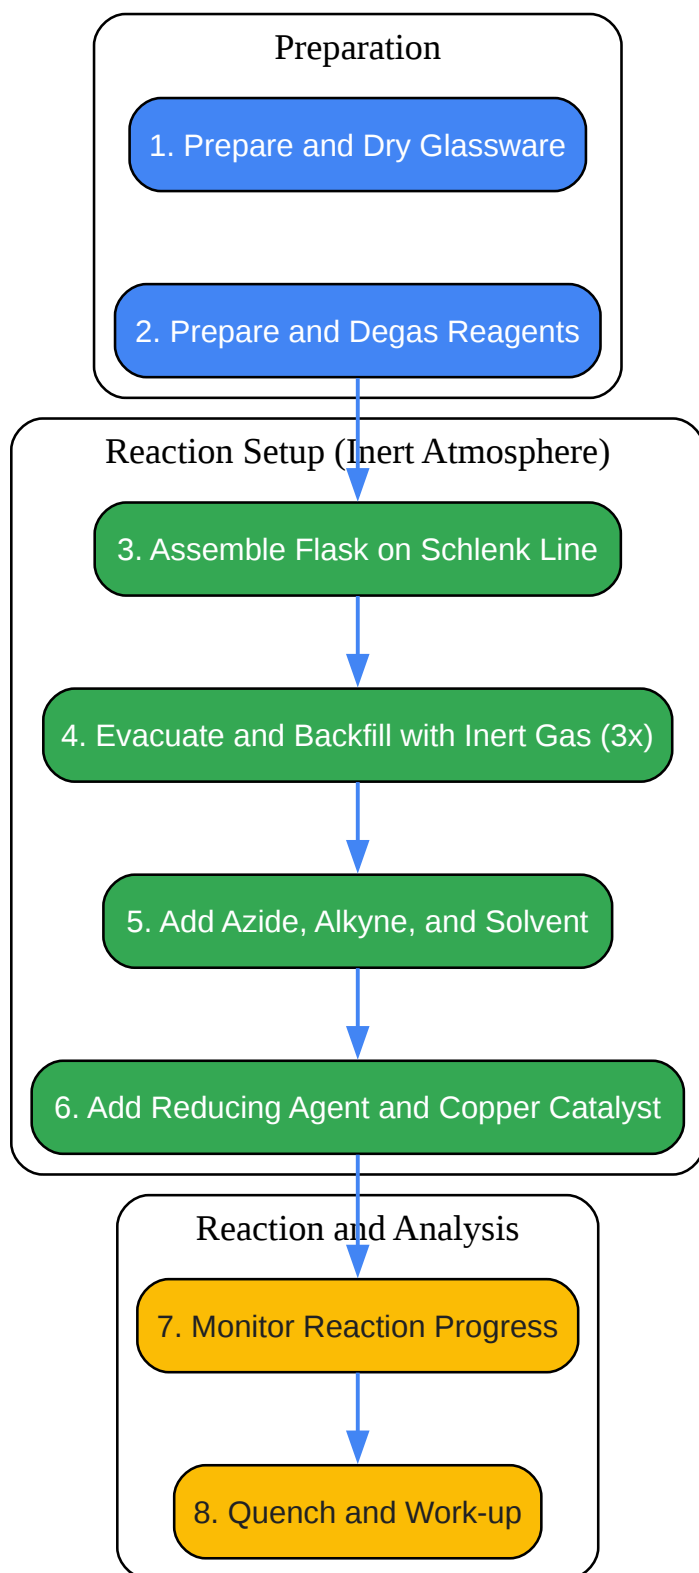 Preparation
1. Prepare and Dry Glassware
2. Prepare and Degas Reagents
Reaction Setup (Inert Atmosphere)
3. Assemble Flask on Schlenk Line
4. Evacuate and Backfill with Inert Gas (3x)
5. Add Azide, Alkyne, and Solvent
6. Add Reducing Agent and Copper Catalyst
Reaction and Analysis
7. Monitor Reaction Progress
8. Quench and Work-up